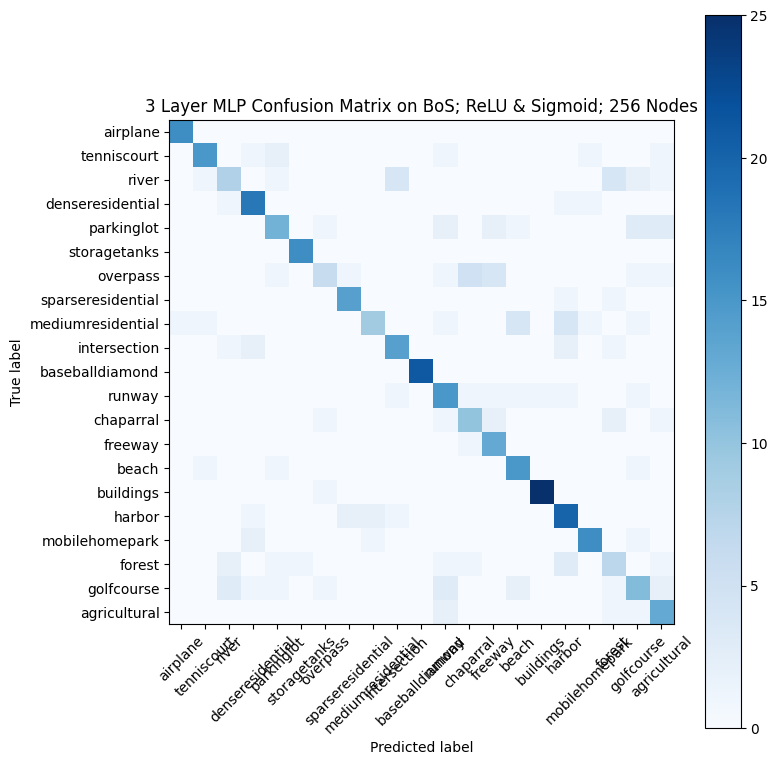 3 Layer MLP Confusion Matrix on BoS; ReLU & Sigmoid; 256 Nodes
True label
airplane
tenniscourt
river
denseresidential
parkinglot
storagetanks
overpass
sparseresidential
mediumresidential
intersection
baseballdiamond
runway
chaparral
freeway
beach
buildings
harbor
mobilehomepark
forest
golfcourse
agricultural
airplane
tenniscourt
river
denseresidential
parkinglot
storagetanks
overpass
sparseresidential
mediumresidential
intersection
baseballdiamond
runway
chaparral
freeway
beach
buildings
harbor
mobilehomepark
forest
golfcourse
agricultural
Predicted label
25
20
15
10
5
0